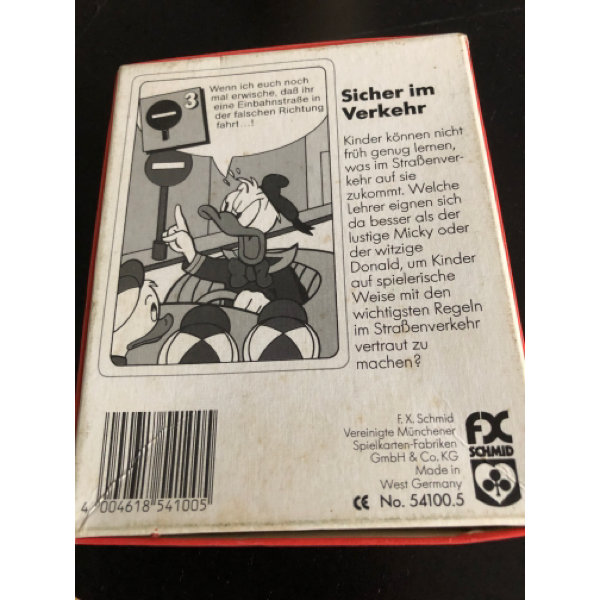 3
Wenn ich euch noch
mal erwische, daß ihr
eine Einbahnstraße in
der falschen Richtung
fahrt...!
Sicher im
Verkehr
Kinder können nicht
früh genug lernen,
was im Straßenver-
kehr auf sie
zukommt. Welche
Lehrer eignen sich
da besser als der
lustige Micky oder
der witzige
Donald, um Kinder
auf spielerische
Weise mit den
wichtigsten Regeln
im Straßenverkehr
vertraut zu
machen?
F. X. Schmid
Vereinigte Münchener
Spielkarten-Fabriken
GmbH & Co. KG
Made in
West Germany
CE No. 54100.5
FX
SCHMID
4 004618 541005